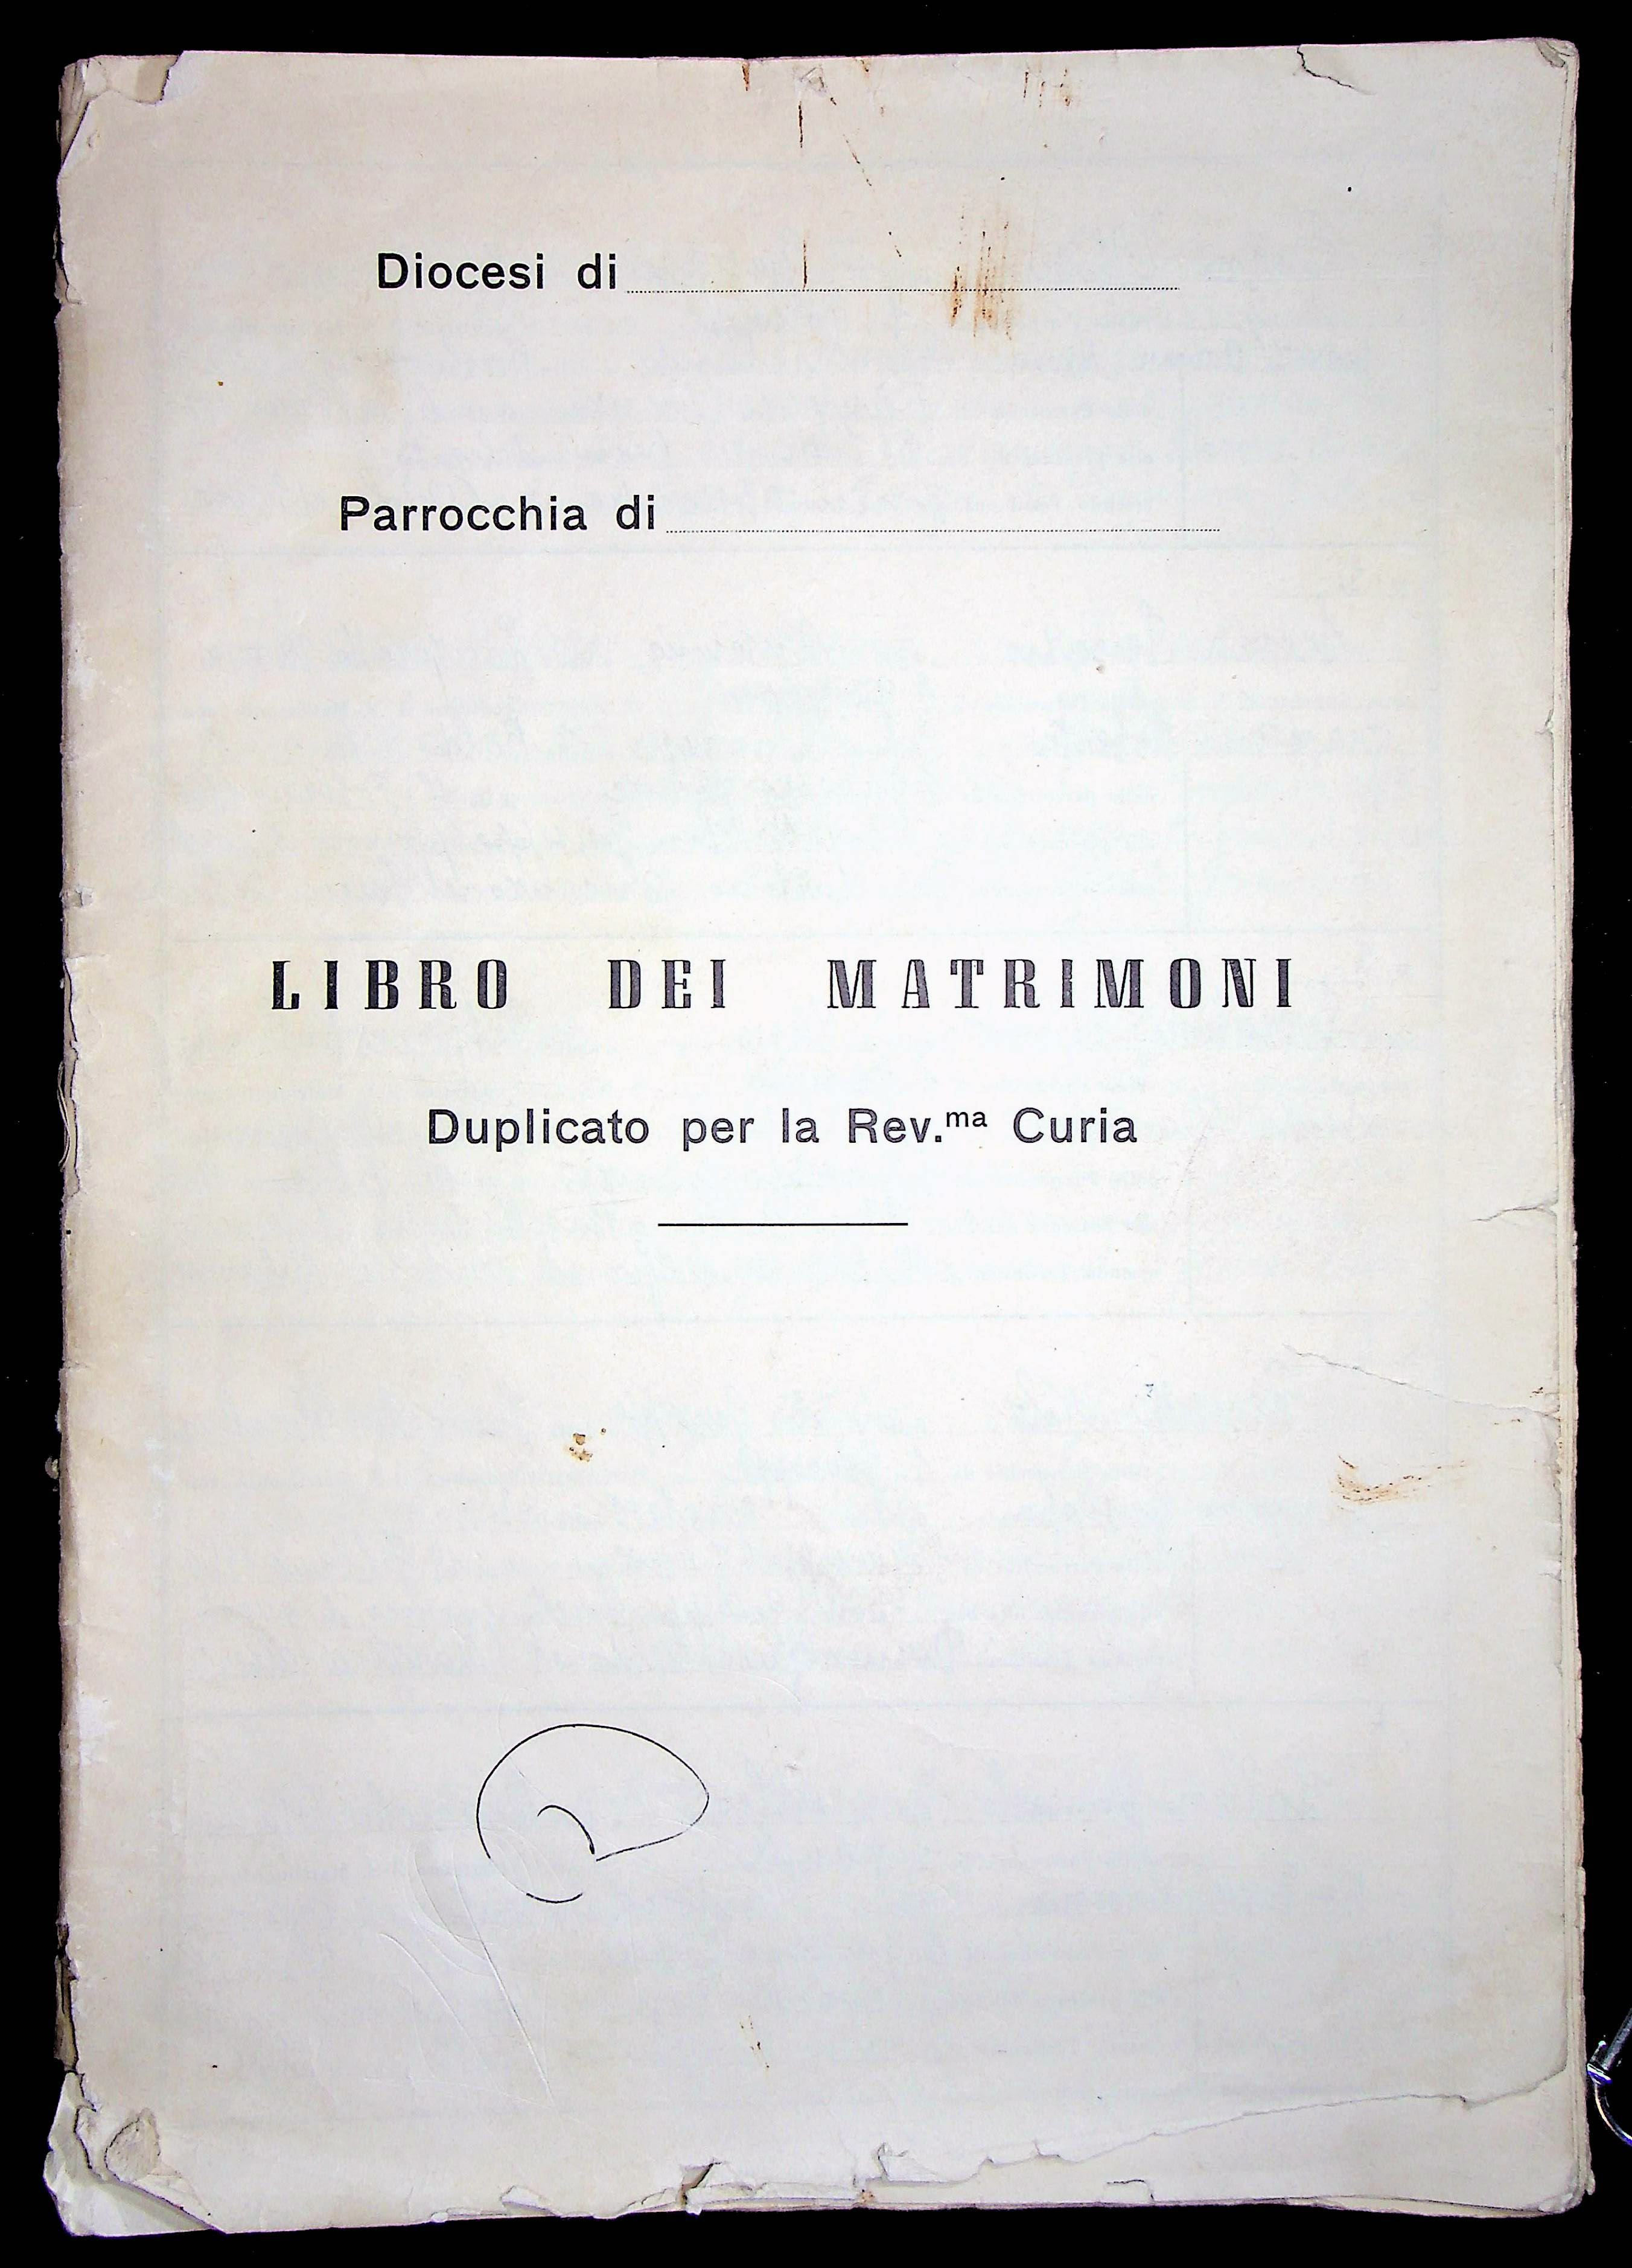 Diocesi di
Parrocchia di
LIBRO DEI MATRIMONI
Duplicato per la Rev.ma Curia